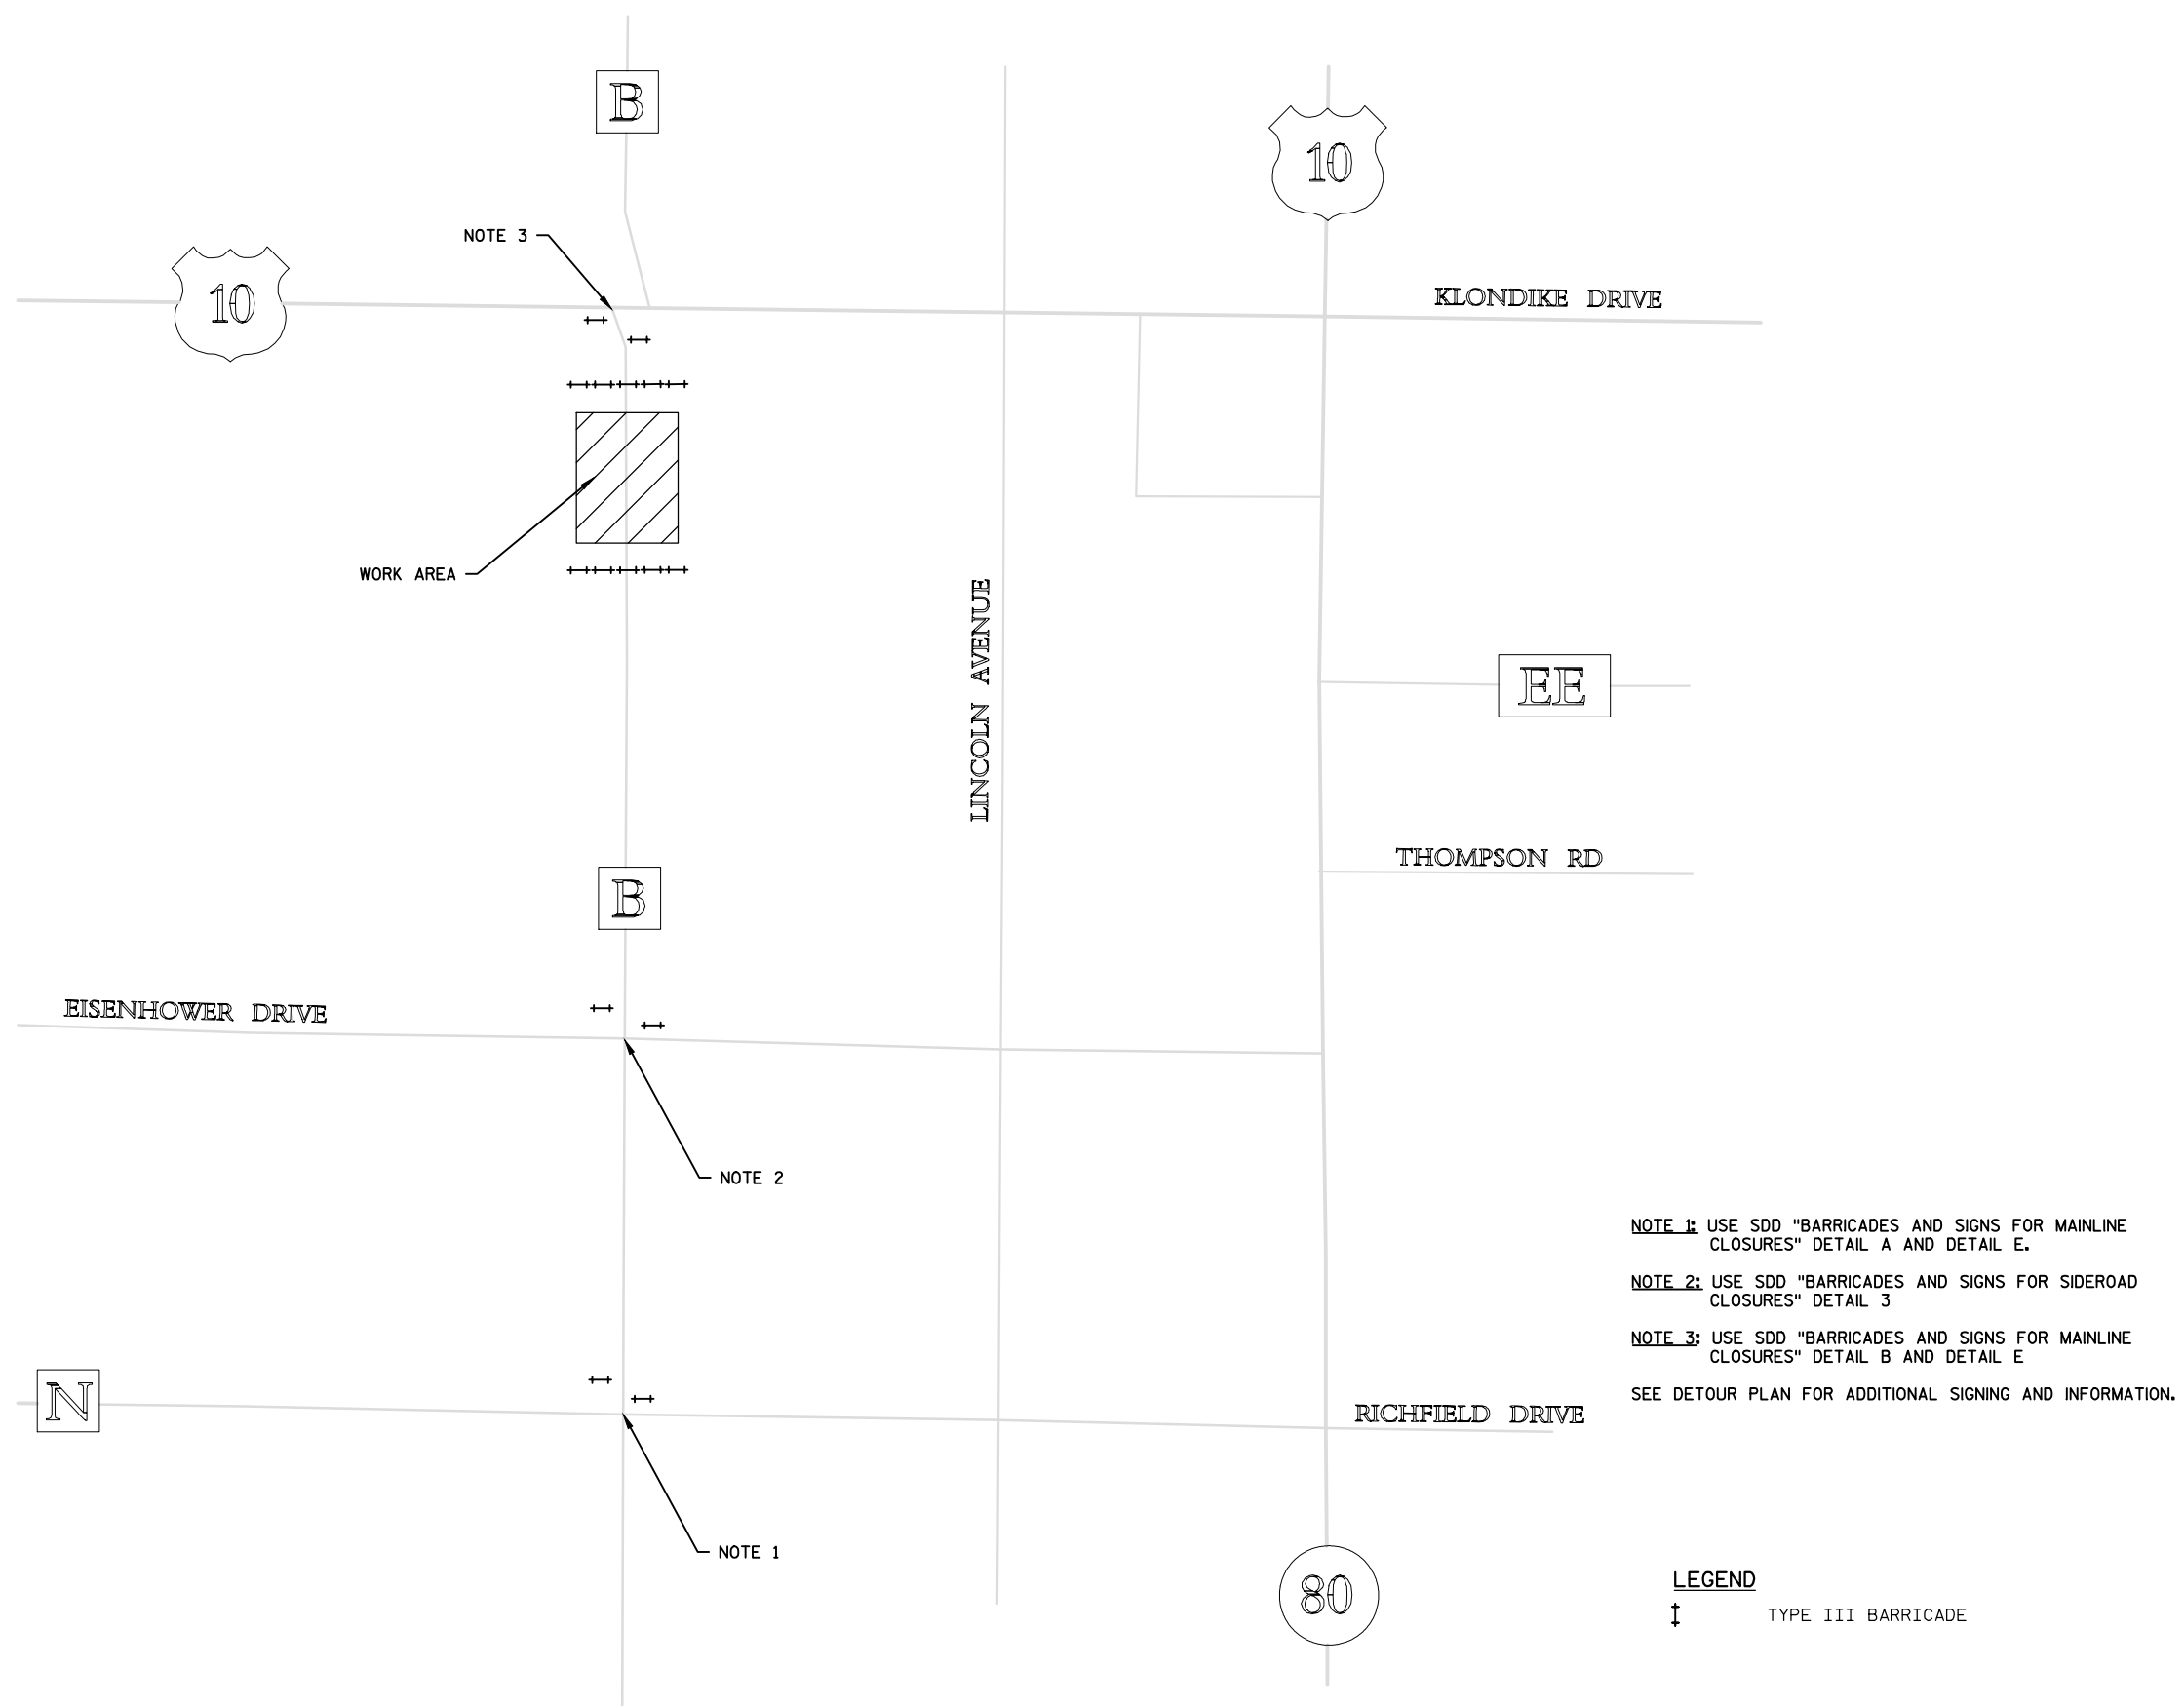 B
10
NOTE 3
10
KLONDIKE DRIVE
WORK AREA
LINCOLN AVENUE
EE
THOMPSON RD
B
EISENHOWER DRIVE
NOTE 2
NOTE 1: USE SDD "BARRICADES AND SIGNS FOR MAINLINE
CLOSURES" DETAIL A AND DETAIL E.
NOTE 2: USE SDD "BARRICADES AND SIGNS FOR SIDEROAD
CLOSURES" DETAIL 3
NOTE 3: USE SDD "BARRICADES AND SIGNS FOR MAINLINE
CLOSURES" DETAIL B AND DETAIL E
SEE DETOUR PLAN FOR ADDITIONAL SIGNING AND INFORMATION.
N
RICHFIELD DRIVE
NOTE 1
80
LEGEND
TYPE III BARRICADE